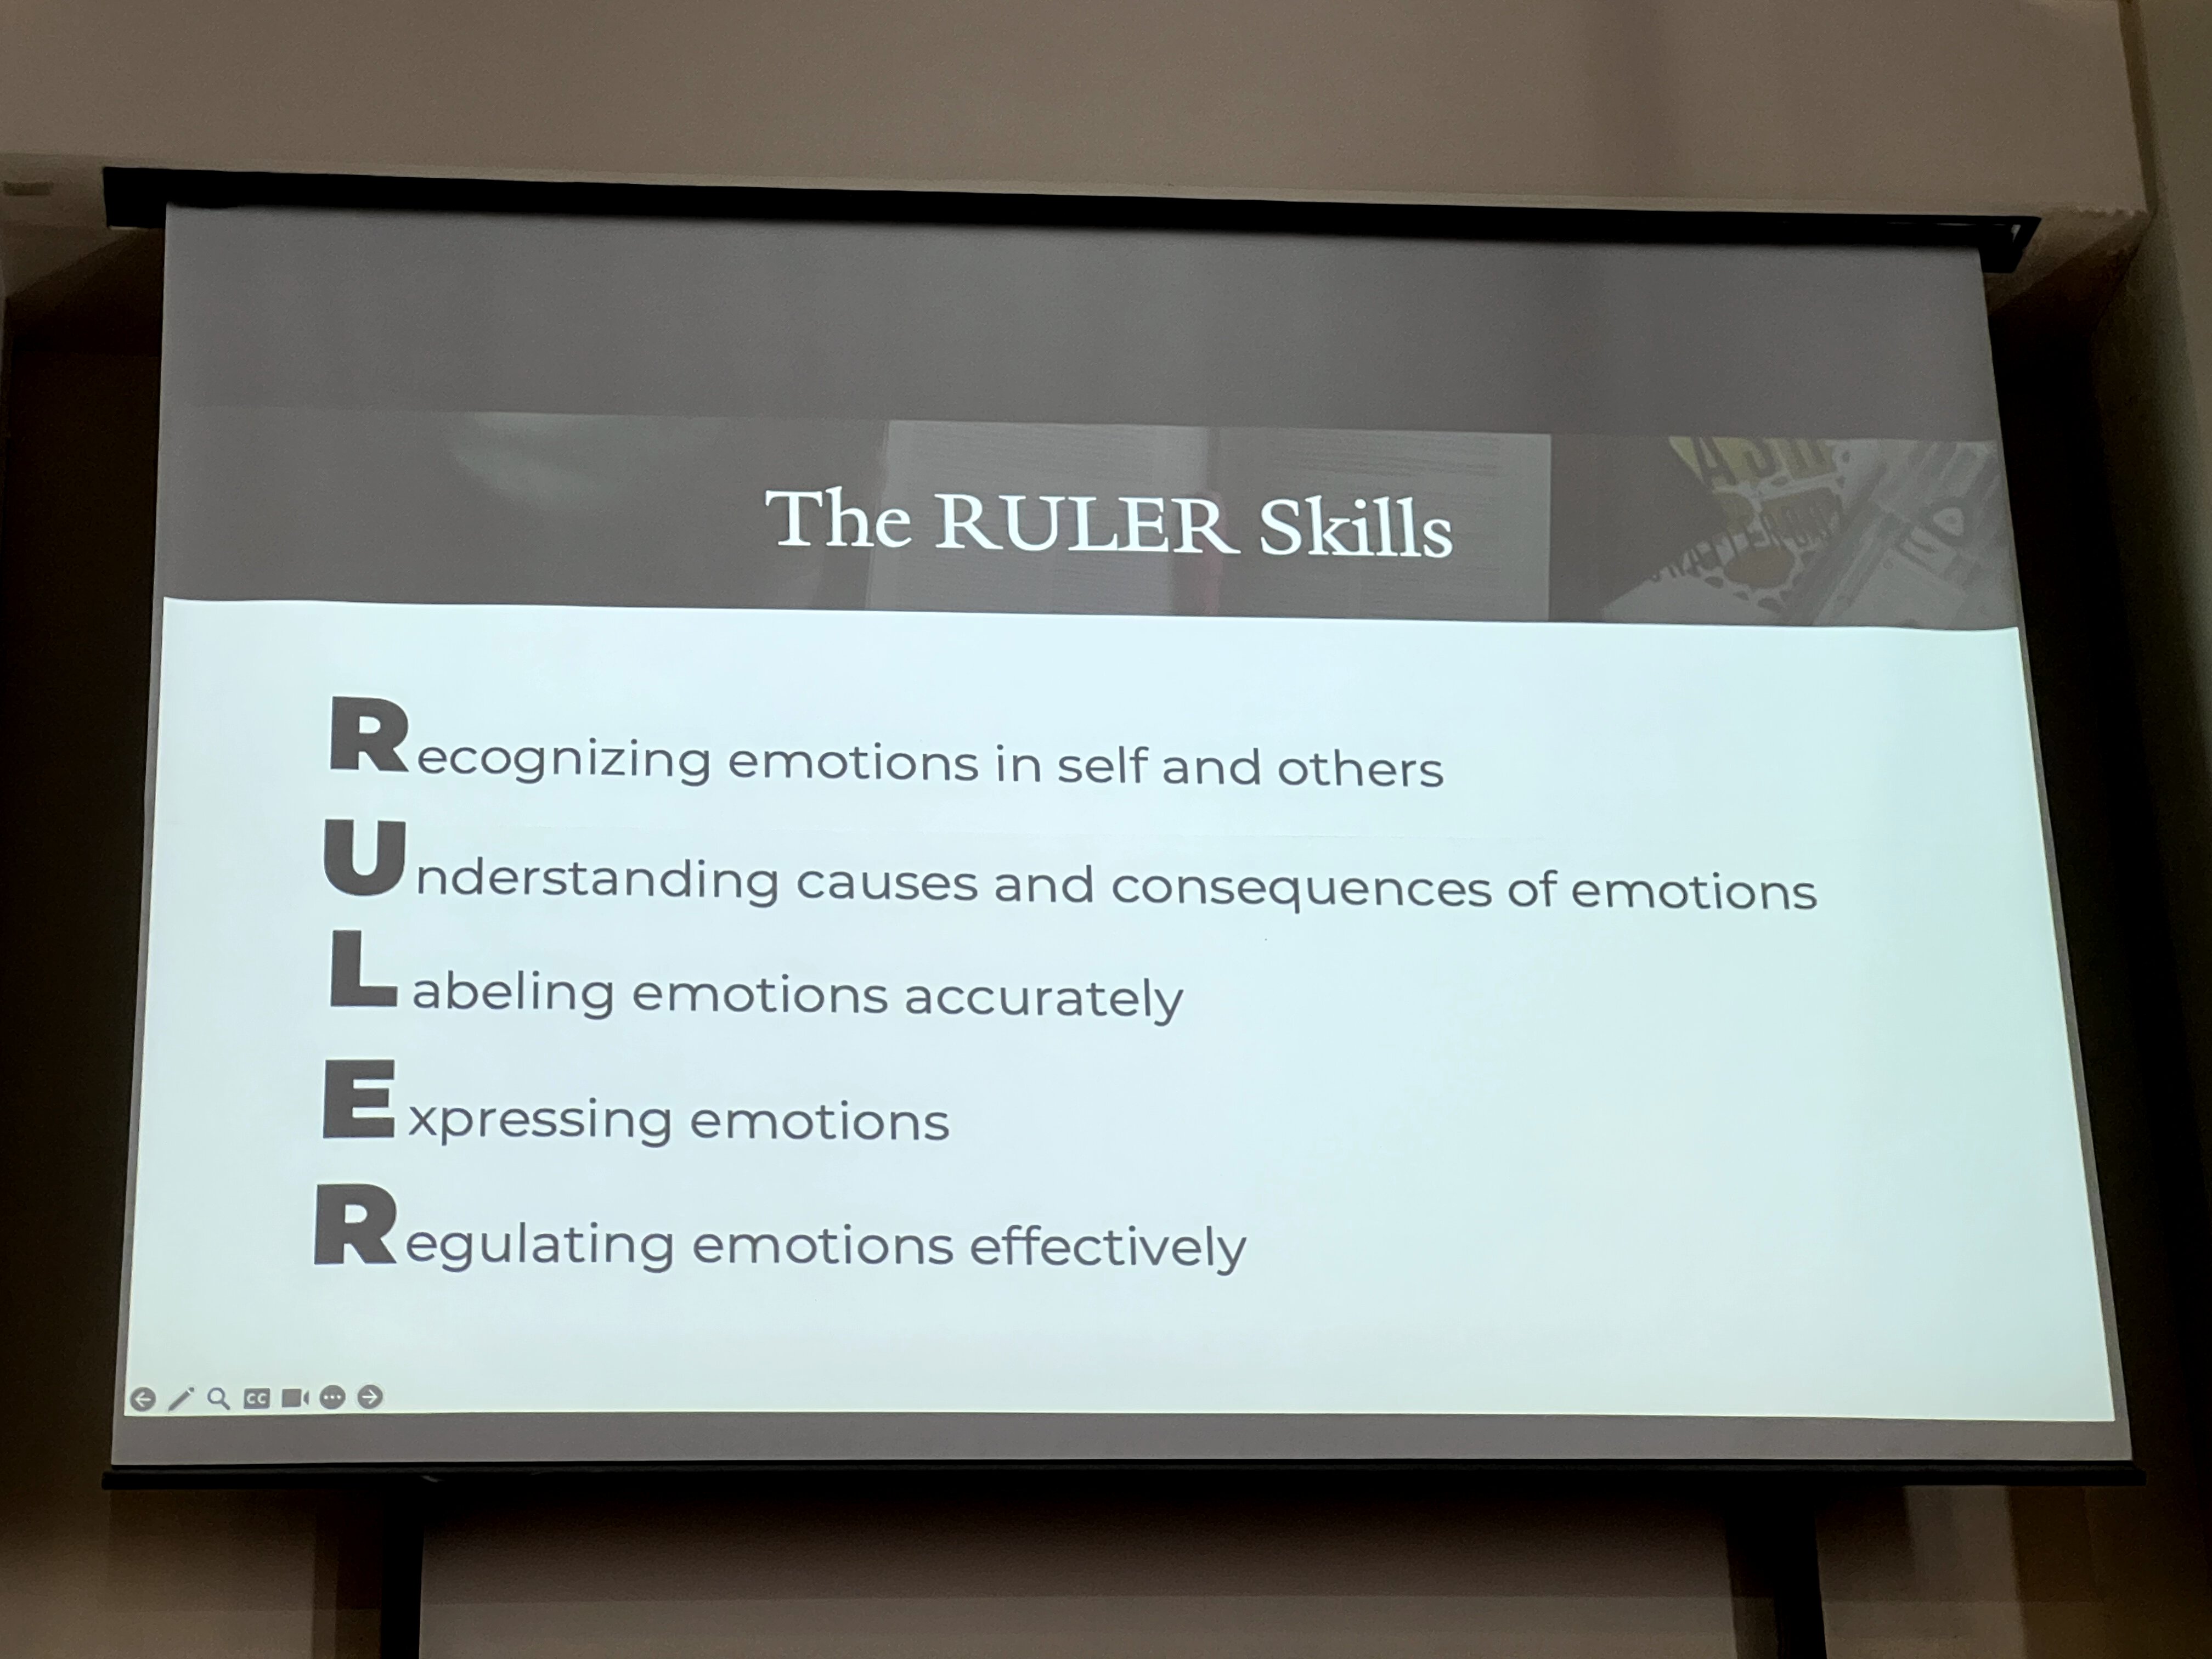 The RULER Skills
Recognizing emotions in self and others
Understanding causes and consequences of emotions
Labeling emotions accurately
Expressing emotions
Regulating emotions effectively
CC